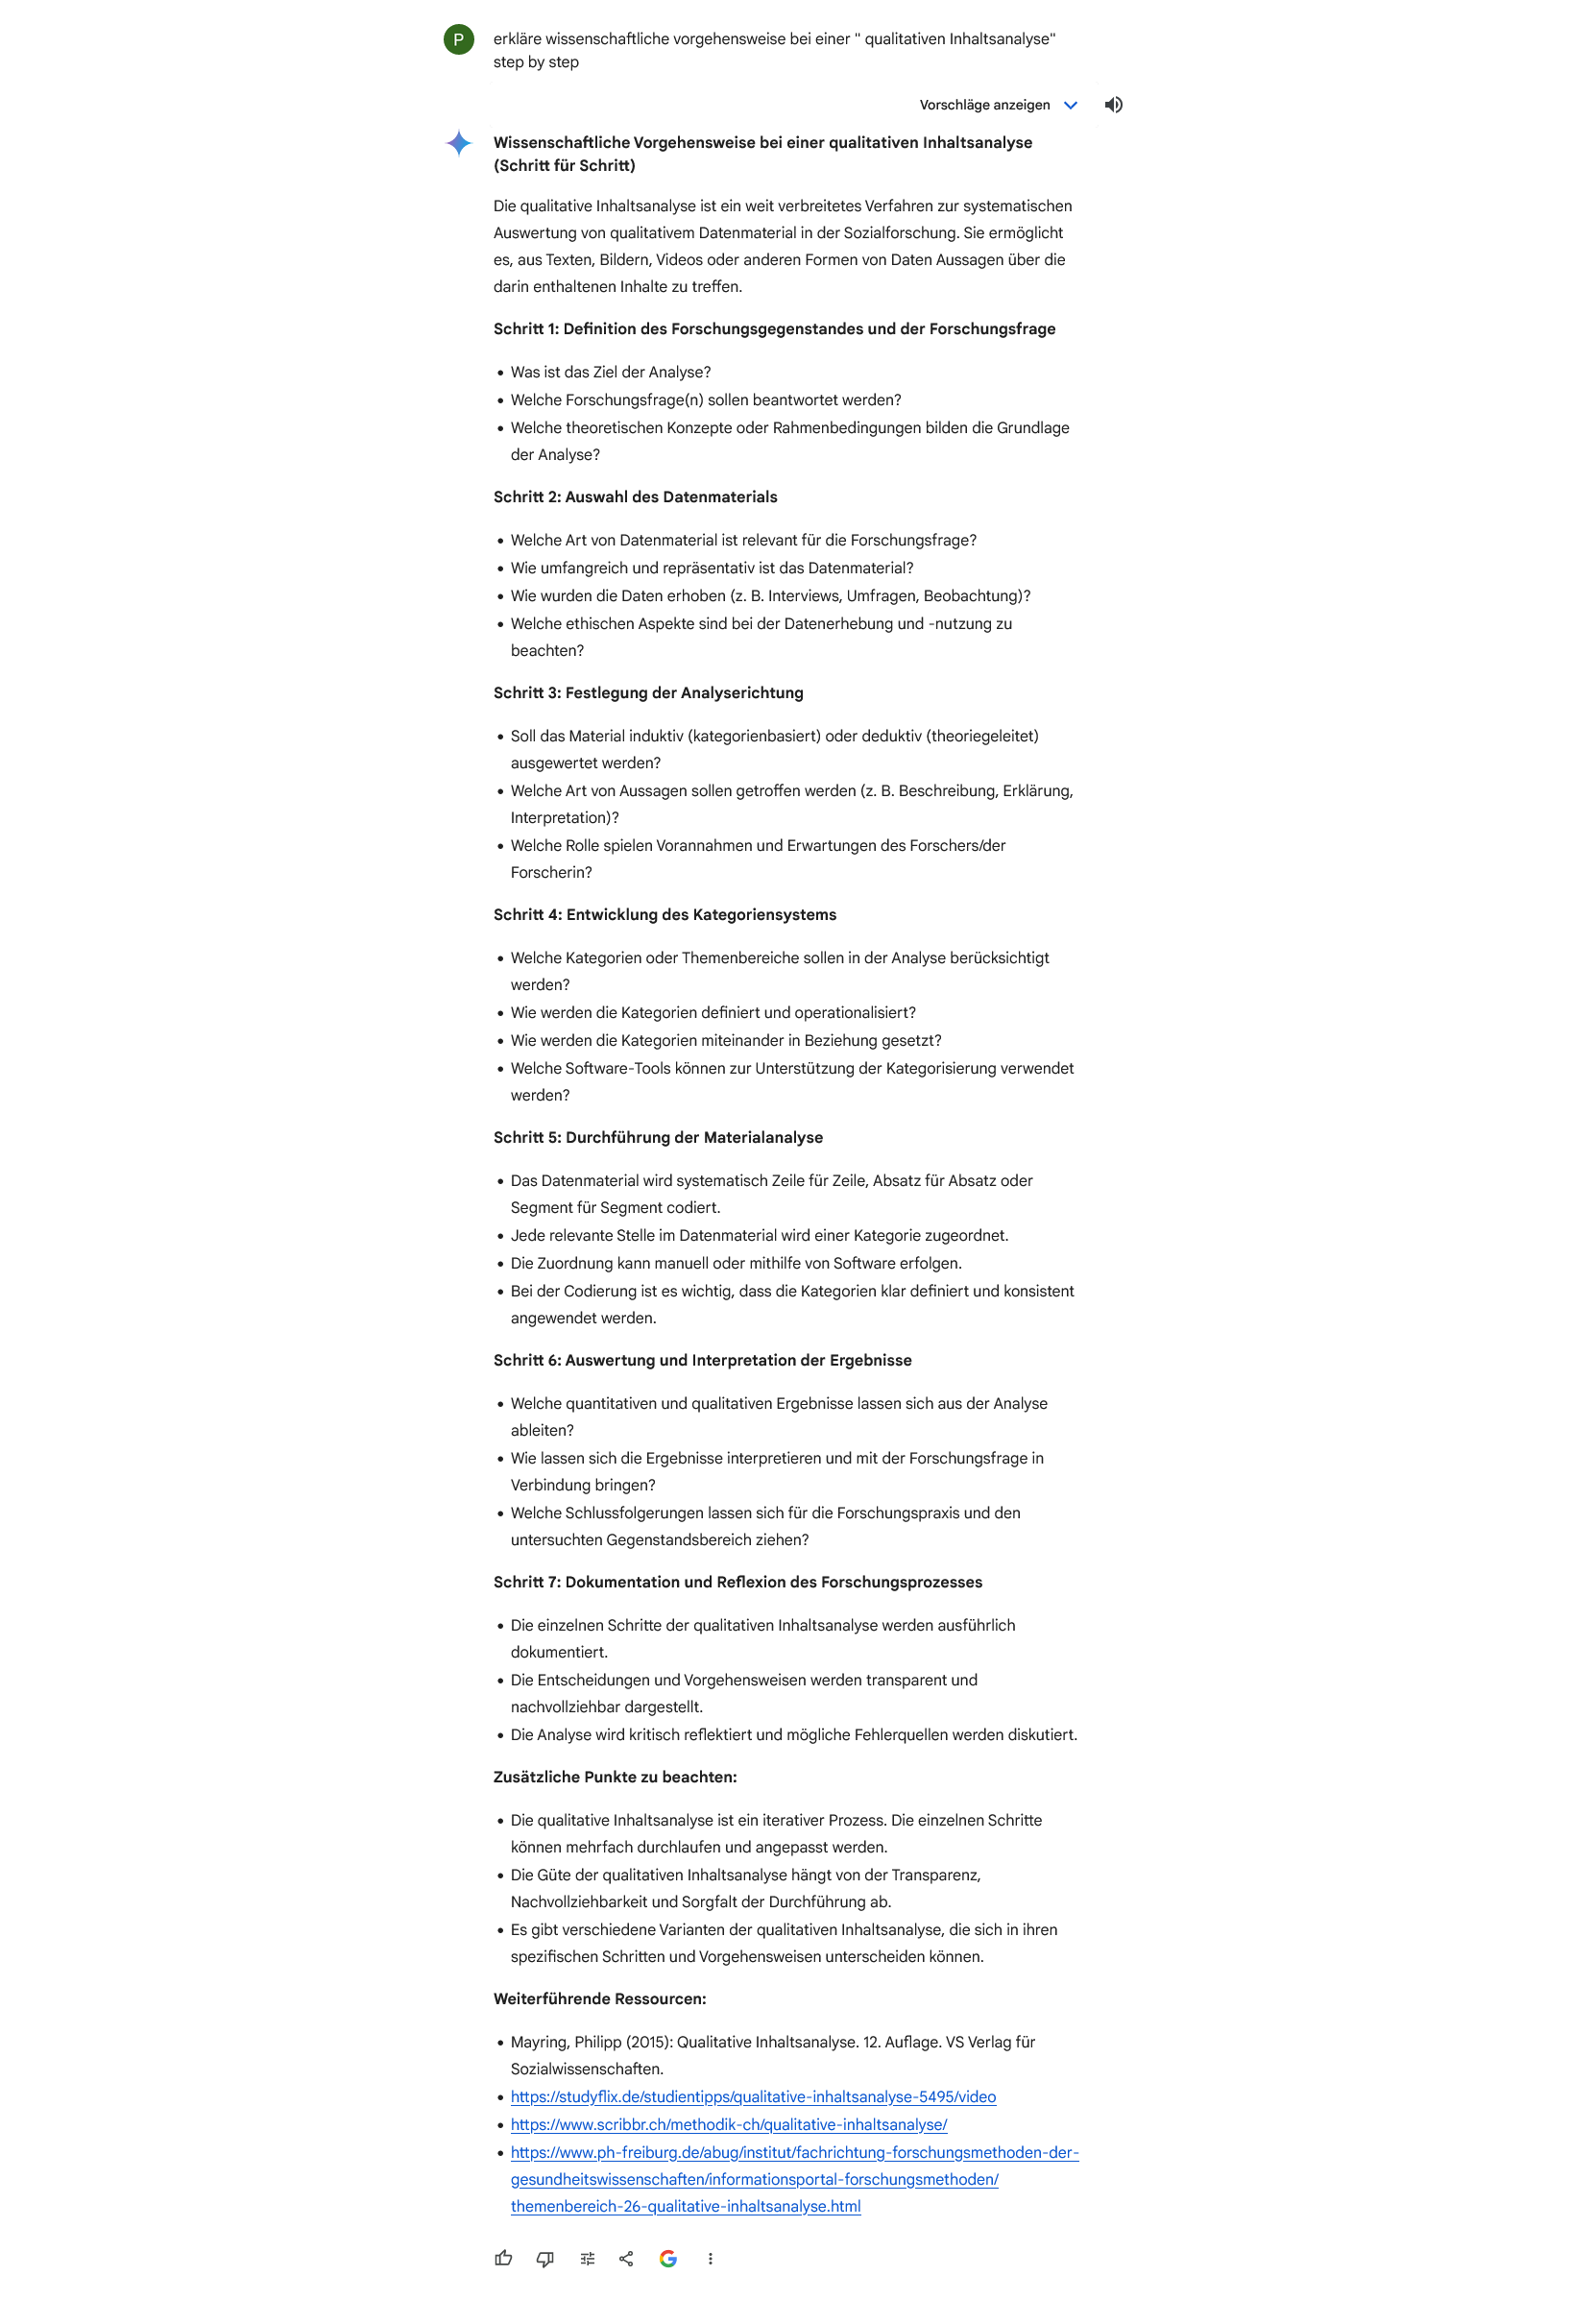 P
erkläre wissenschaftliche vorgehensweise bei einer " qualitativen Inhaltsanalyse"
step by step
Vorschläge anzeigen
Wissenschaftliche Vorgehensweise bei einer qualitativen Inhaltsanalyse
(Schritt für Schritt)
Die qualitative Inhaltsanalyse ist ein weit verbreitetes Verfahren zur systematischen
Auswertung von qualitativem Datenmaterial in der Sozialforschung. Sie ermöglicht
es, aus Texten, Bildern, Videos oder anderen Formen von Daten Aussagen über die
darin enthaltenen Inhalte zu treffen.
Schritt 1: Definition des Forschungsgegenstandes und der Forschungsfrage
• Was ist das Ziel der Analyse?
• Welche Forschungsfrage(n) sollen beantwortet werden?
• Welche theoretischen Konzepte oder Rahmenbedingungen bilden die Grundlage
der Analyse?
Schritt 2: Auswahl des Datenmaterials
• Welche Art von Datenmaterial ist relevant für die Forschungsfrage?
• Wie umfangreich und repräsentativ ist das Datenmaterial?
• Wie wurden die Daten erhoben (z. B. Interviews, Umfragen, Beobachtung)?
• Welche ethischen Aspekte sind bei der Datenerhebung und -nutzung zu
beachten?
Schritt 3: Festlegung der Analyserichtung
• Soll das Material induktiv (kategorienbasiert) oder deduktiv (theoriegeleitet)
ausgewertet werden?
• Welche Art von Aussagen sollen getroffen werden (z. B. Beschreibung, Erklärung,
Interpretation)?
• Welche Rolle spielen Vorannahmen und Erwartungen des Forschers/der
Forscherin?
Schritt 4: Entwicklung des Kategoriensystems
• Welche Kategorien oder Themenbereiche sollen in der Analyse berücksichtigt
werden?
• Wie werden die Kategorien definiert und operationalisiert?
• Wie werden die Kategorien miteinander in Beziehung gesetzt?
• Welche Software-Tools können zur Unterstützung der Kategorisierung verwendet
werden?
Schritt 5: Durchführung der Materialanalyse
• Das Datenmaterial wird systematisch Zeile für Zeile, Absatz für Absatz oder
Segment für Segment codiert.
• Jede relevante Stelle im Datenmaterial wird einer Kategorie zugeordnet.
• Die Zuordnung kann manuell oder mithilfe von Software erfolgen.
• Bei der Codierung ist es wichtig, dass die Kategorien klar definiert und konsistent
angewendet werden.
Schritt 6: Auswertung und Interpretation der Ergebnisse
• Welche quantitativen und qualitativen Ergebnisse lassen sich aus der Analyse
ableiten?
• Wie lassen sich die Ergebnisse interpretieren und mit der Forschungsfrage in
Verbindung bringen?
• Welche Schlussfolgerungen lassen sich für die Forschungspraxis und den
untersuchten Gegenstandsbereich ziehen?
Schritt 7: Dokumentation und Reflexion des Forschungsprozesses
• Die einzelnen Schritte der qualitativen Inhaltsanalyse werden ausführlich
dokumentiert.
• Die Entscheidungen und Vorgehensweisen werden transparent und
nachvollziehbar dargestellt.
• Die Analyse wird kritisch reflektiert und mögliche Fehlerquellen werden diskutiert.
Zusätzliche Punkte zu beachten:
• Die qualitative Inhaltsanalyse ist ein iterativer Prozess. Die einzelnen Schritte
können mehrfach durchlaufen und angepasst werden.
• Die Güte der qualitativen Inhaltsanalyse hängt von der Transparenz,
Nachvollziehbarkeit und Sorgfalt der Durchführung ab.
• Es gibt verschiedene Varianten der qualitativen Inhaltsanalyse, die sich in ihren
spezifischen Schritten und Vorgehensweisen unterscheiden können.
Weiterführende Ressourcen:
• Mayring, Philipp (2015): Qualitative Inhaltsanalyse. 12. Auflage. VS Verlag für
Sozialwissenschaften.
• https://studyflix.de/studientipps/qualitative-inhaltsanalyse-5495/video
• https://www.scribbr.ch/methodik-ch/qualitative-inhaltsanalyse/
• https://www.ph-freiburg.de/abug/institut/fachrichtung-forschungsmethoden-der-
gesundheitswissenschaften/informationsportal-forschungsmethoden/
themenbereich-26-qualitative-inhaltsanalyse.html